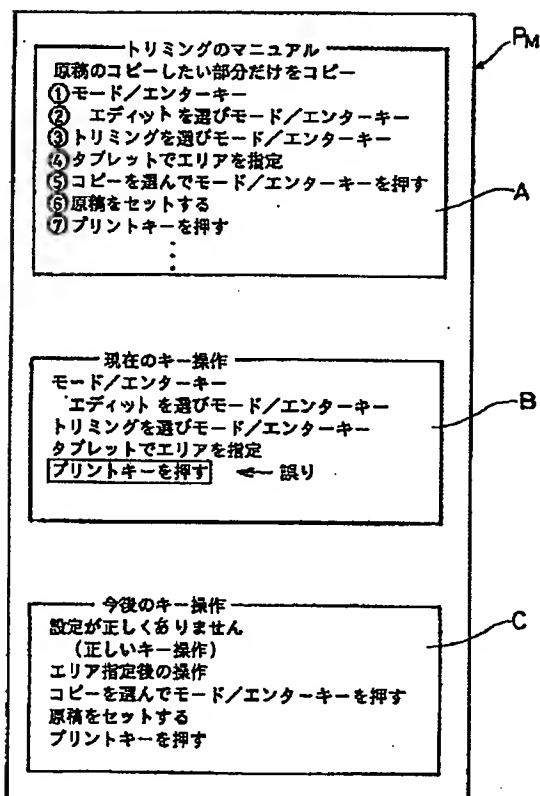 トリミングのマニュアル
原稿のコピーしたい部分だけをコピー
①モード/エンターキー
②　エディットを選びモード/エンターキー
③トリミングを選びモード/エンターキー
④タブレットでエリアを指定
⑤コピーを選んでモード/エンターキーを押す
⑥原稿をセットする
⑦プリントキーを押す
⋮
PM
A
現在のキー操作
モード/エンターキー
エディットを選びモード/エンターキー
トリミングを選びモード/エンターキー
タブレットでエリアを指定
プリントキーを押す ← 誤り
B
今後のキー操作
設定が正しくありません
(正しいキー操作)
エリア指定後の操作
コピーを選んでモード/エンターキーを押す
原稿をセットする
プリントキーを押す
C